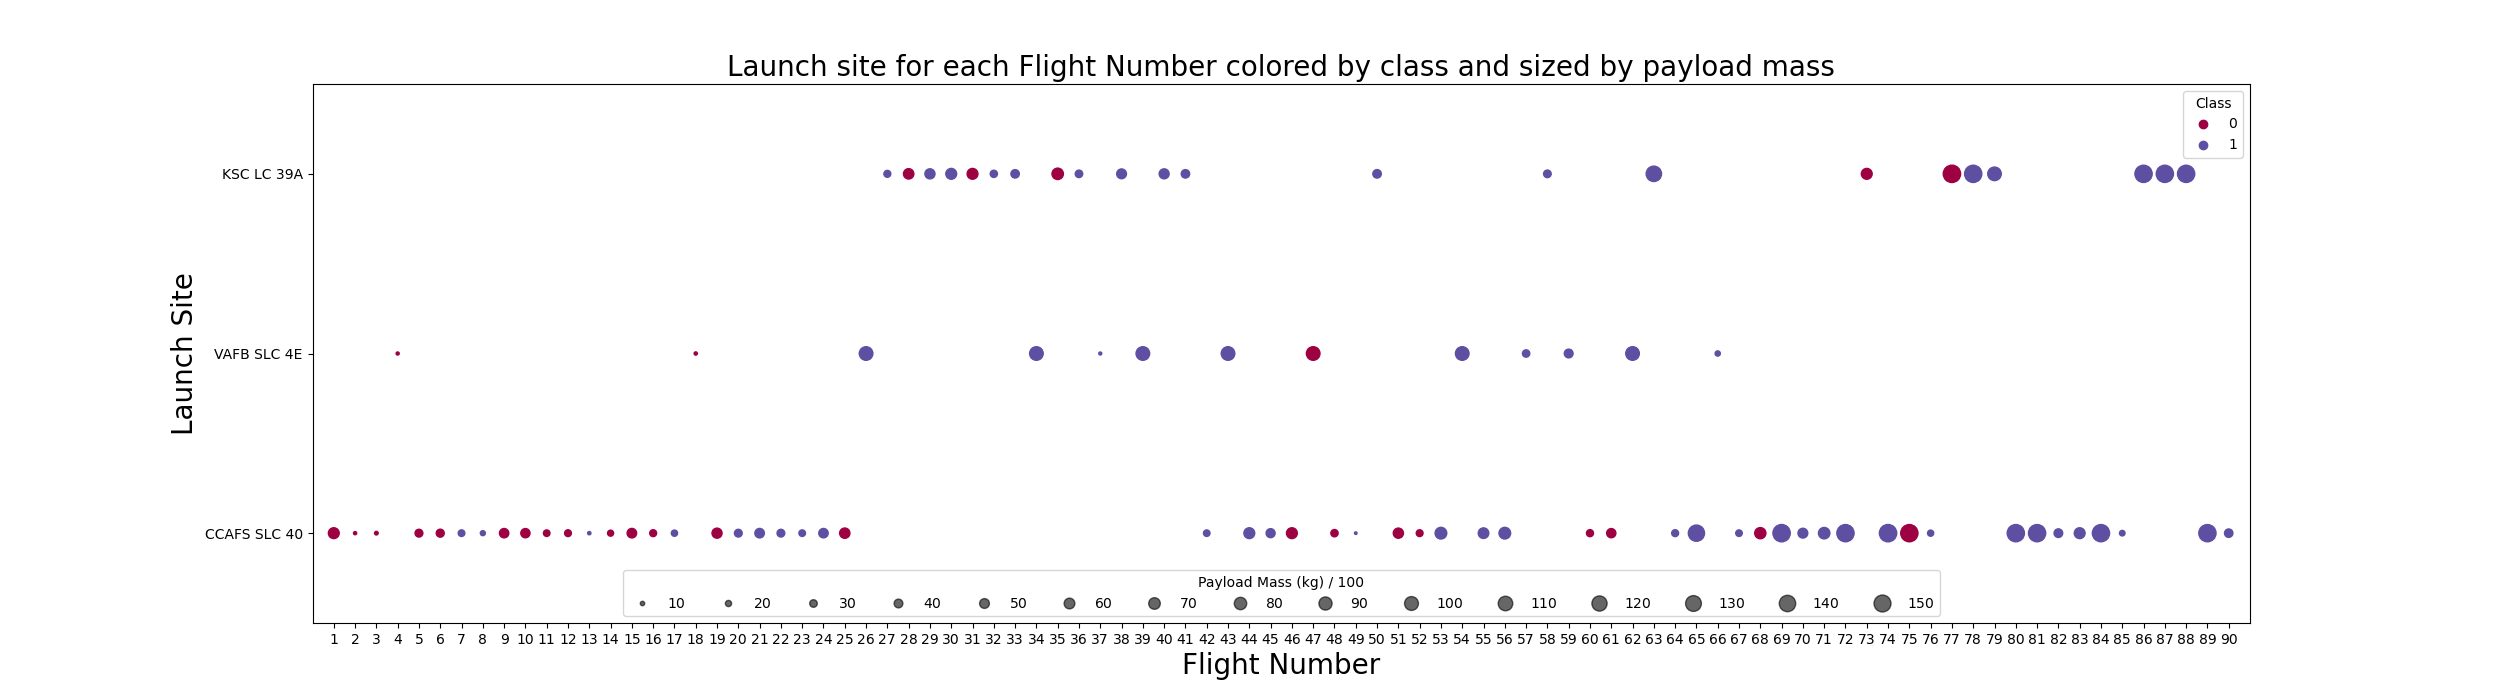 Launch site for each Flight Number colored by class and sized by payload mass
Class
0
1
KSC LC 39A
VAFB SLC 4E
CCAFS SLC 40
Launch Site
Payload Mass (kg) / 100
10 20 30 40 50 60 70 80 90 100 110 120 130 140 150
1 2 3 4 5 6 7 8 9 10 11 12 13 14 15 16 17 18 19 20 21 22 23 24 25 26 27 28 29 30 31 32 33 34 35 36 37 38 39 40 41 42 43 44 45 46 47 48 49 50 51 52 53 54 55 56 57 58 59 60 61 62 63 64 65 66 67 68 69 70 71 72 73 74 75 76 77 78 79 80 81 82 83 84 85 86 87 88 89 90
Flight Number